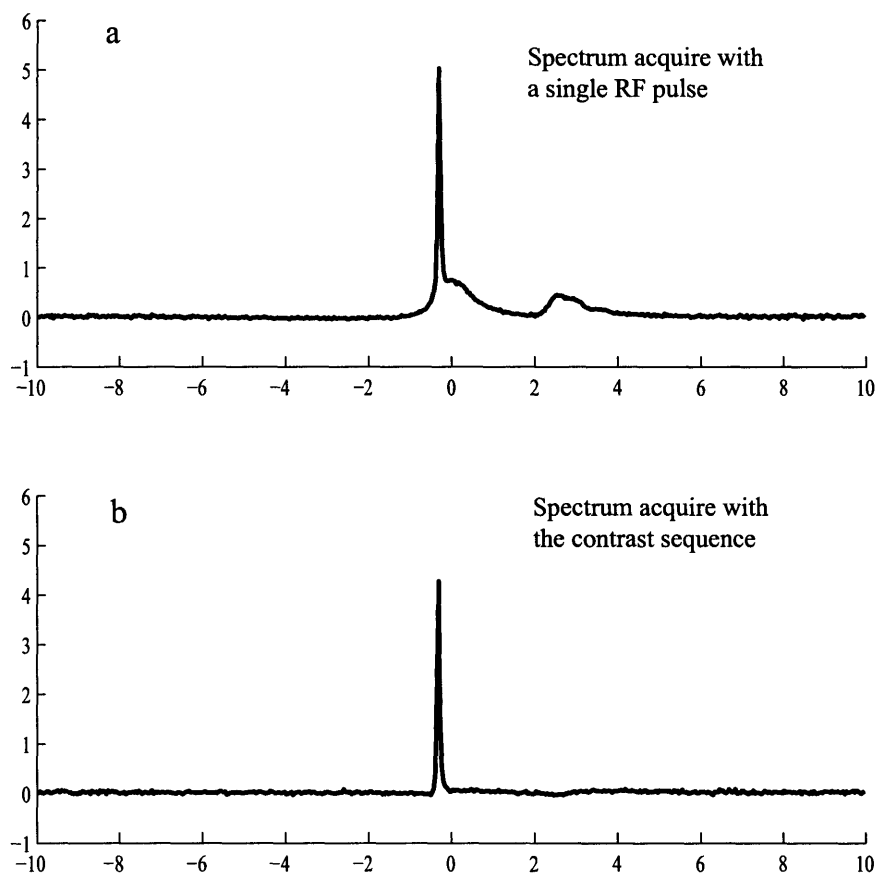 6
a
Spectrum acquire with
a single RF pulse
5
4
3
2
1
0
−1
−10 −8 −6 −4 −2 0 2 4 6 8 10
6
b
Spectrum acquire with
the contrast sequence
5
4
3
2
1
0
−1
−10 −8 −6 −4 −2 0 2 4 6 8 10